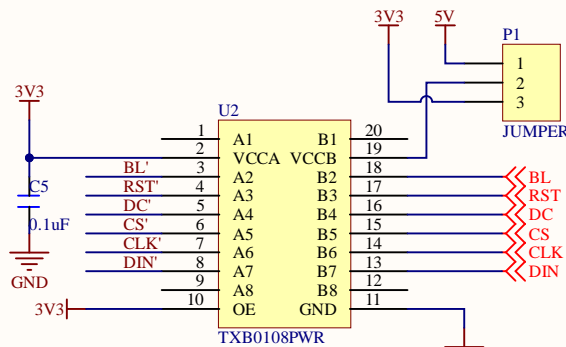 3V3 5V P1
1
2
3
JUMPER
3V3
U2
1 A1 B1 20
2 VCCA VCCB 19
BL' 3 A2 B2 18 BL
RST' 4 A3 B3 17 RST
DC' 5 A4 B4 16 DC
CS' 6 A5 B5 15 CS
CLK' 7 A6 B6 14 CLK
DIN' 8 A7 B7 13 DIN
9 A8 B8 12
3V3 10 OE GND 11
TXB0108PWR
C5
0.1uF
GND